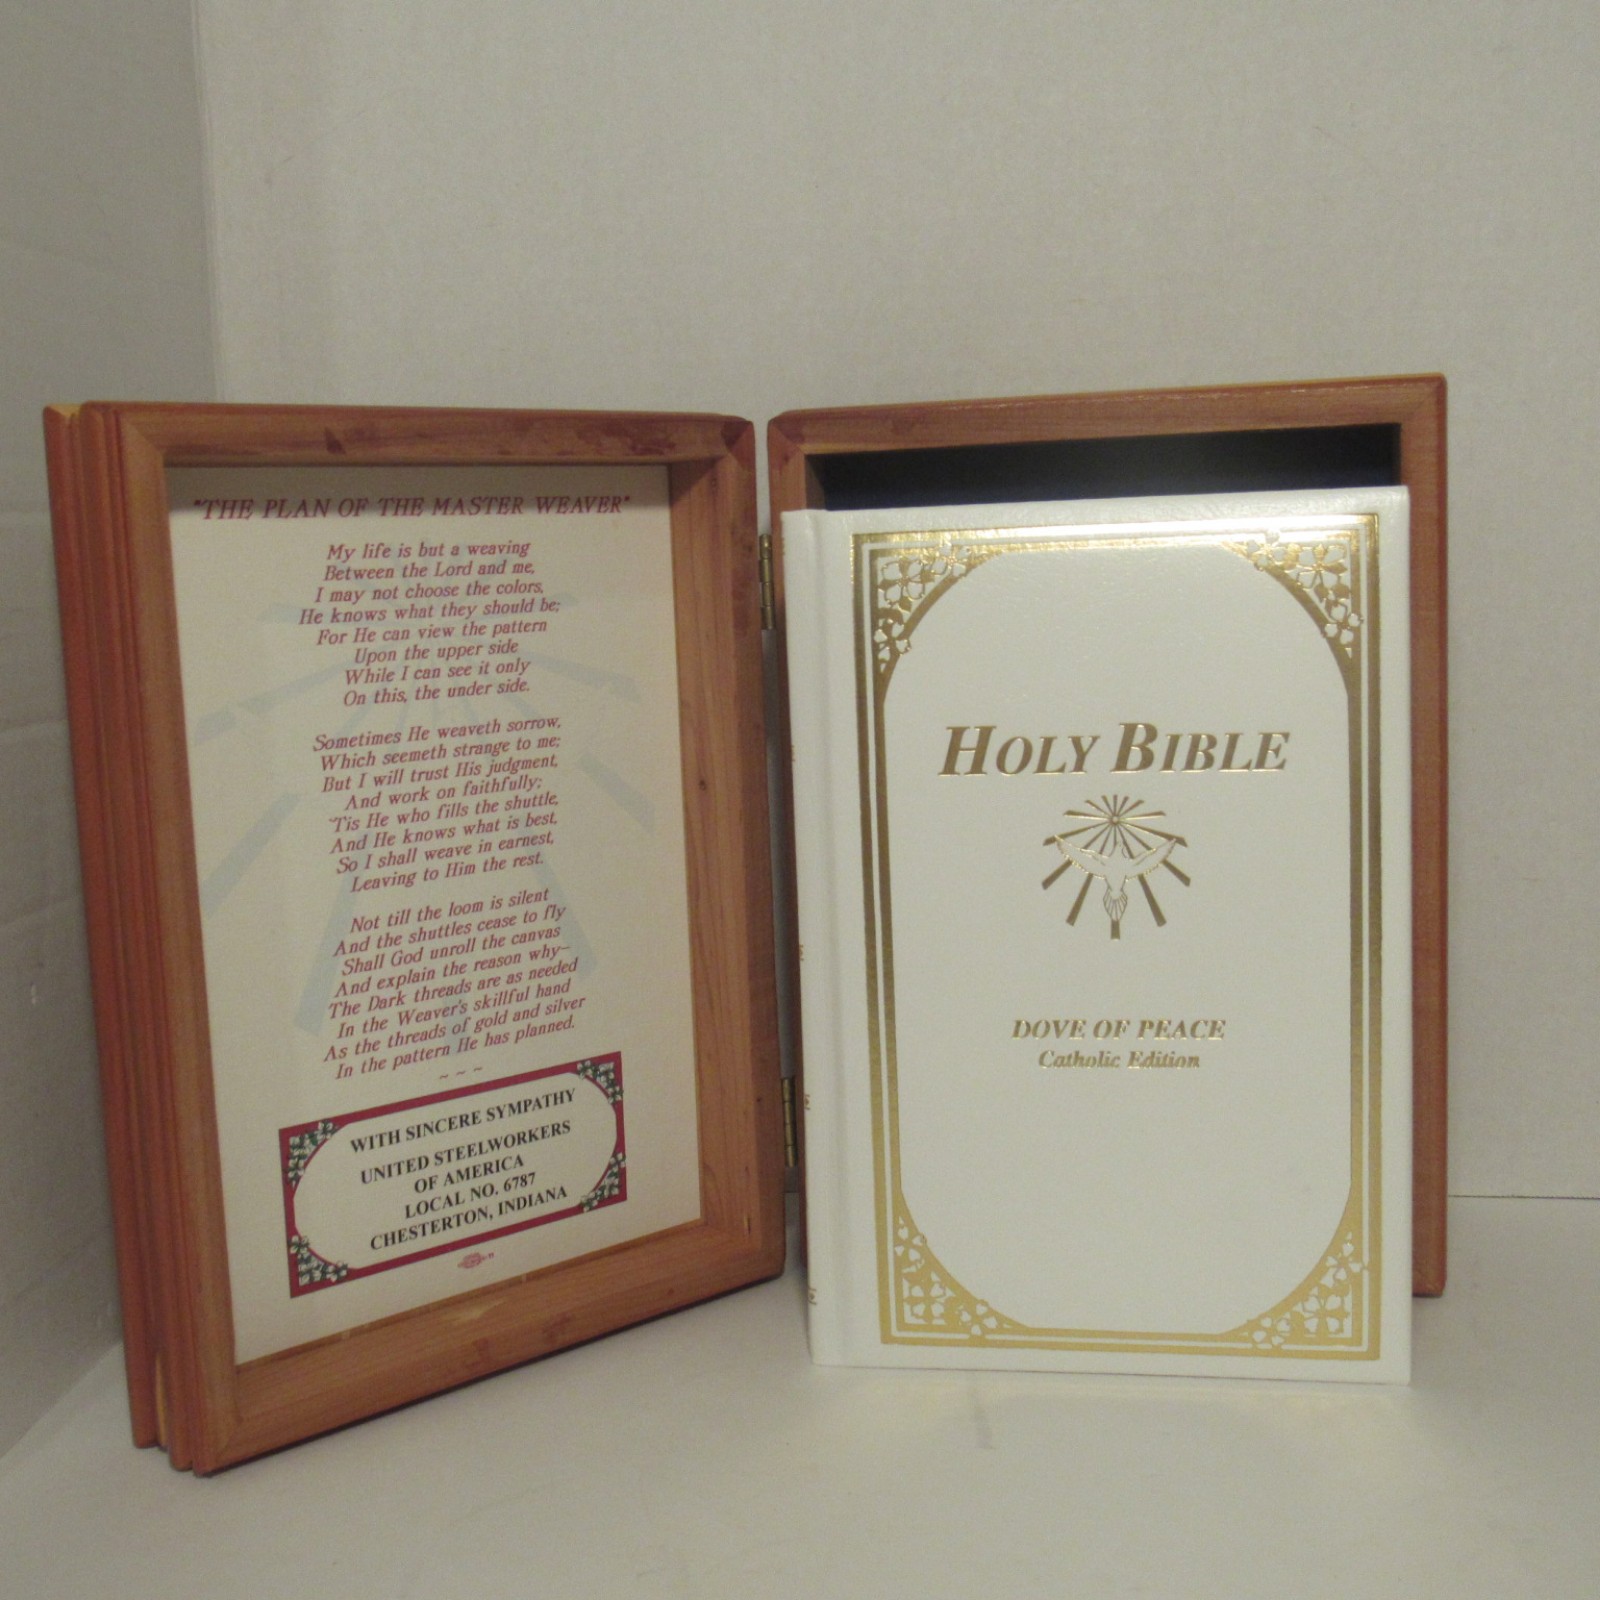 "THE PLAN OF THE MASTER WEAVER"
My life is but a weaving
Between the Lord and me,
I may not choose the colors,
He knows what they should be;
For He can view the pattern
Upon the upper side
While I can see it only
On this, the under side.
Sometimes He weaveth sorrow,
Which seemeth strange to me;
But I will trust His judgment,
And work on faithfully;
'Tis He who fills the shuttle,
And He knows what is best,
So I shall weave in earnest,
Leaving to Him the rest.
Not till the loom is silent
And the shuttles cease to fly
Shall God unroll the canvas
And explain the reason why—
The Dark threads are as needed
In the Weaver's skillful hand
As the threads of gold and silver
In the pattern He has planned.
~ ~ ~
WITH SINCERE SYMPATHY
UNITED STEELWORKERS
OF AMERICA
LOCAL NO. 6787
CHESTERTON, INDIANA
HOLY BIBLE
DOVE OF PEACE
Catholic Edition